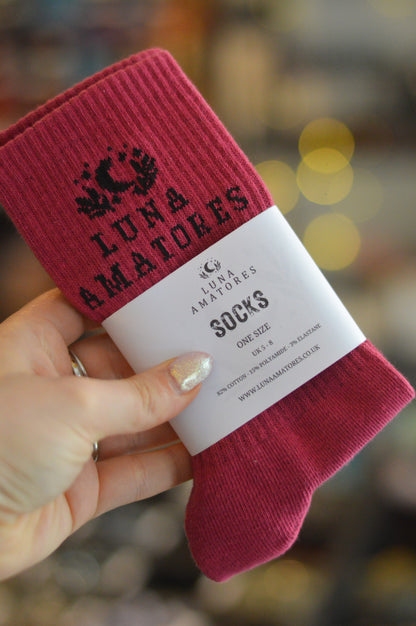 LUNA
AMATORES
LUNA
AMATORES
SOCKS
ONE SIZE
UK 5 - 8
82% COTTON - 15% POLYAMIDE - 3% ELASTANE
WWW.LUNAAMATORES.CO.UK